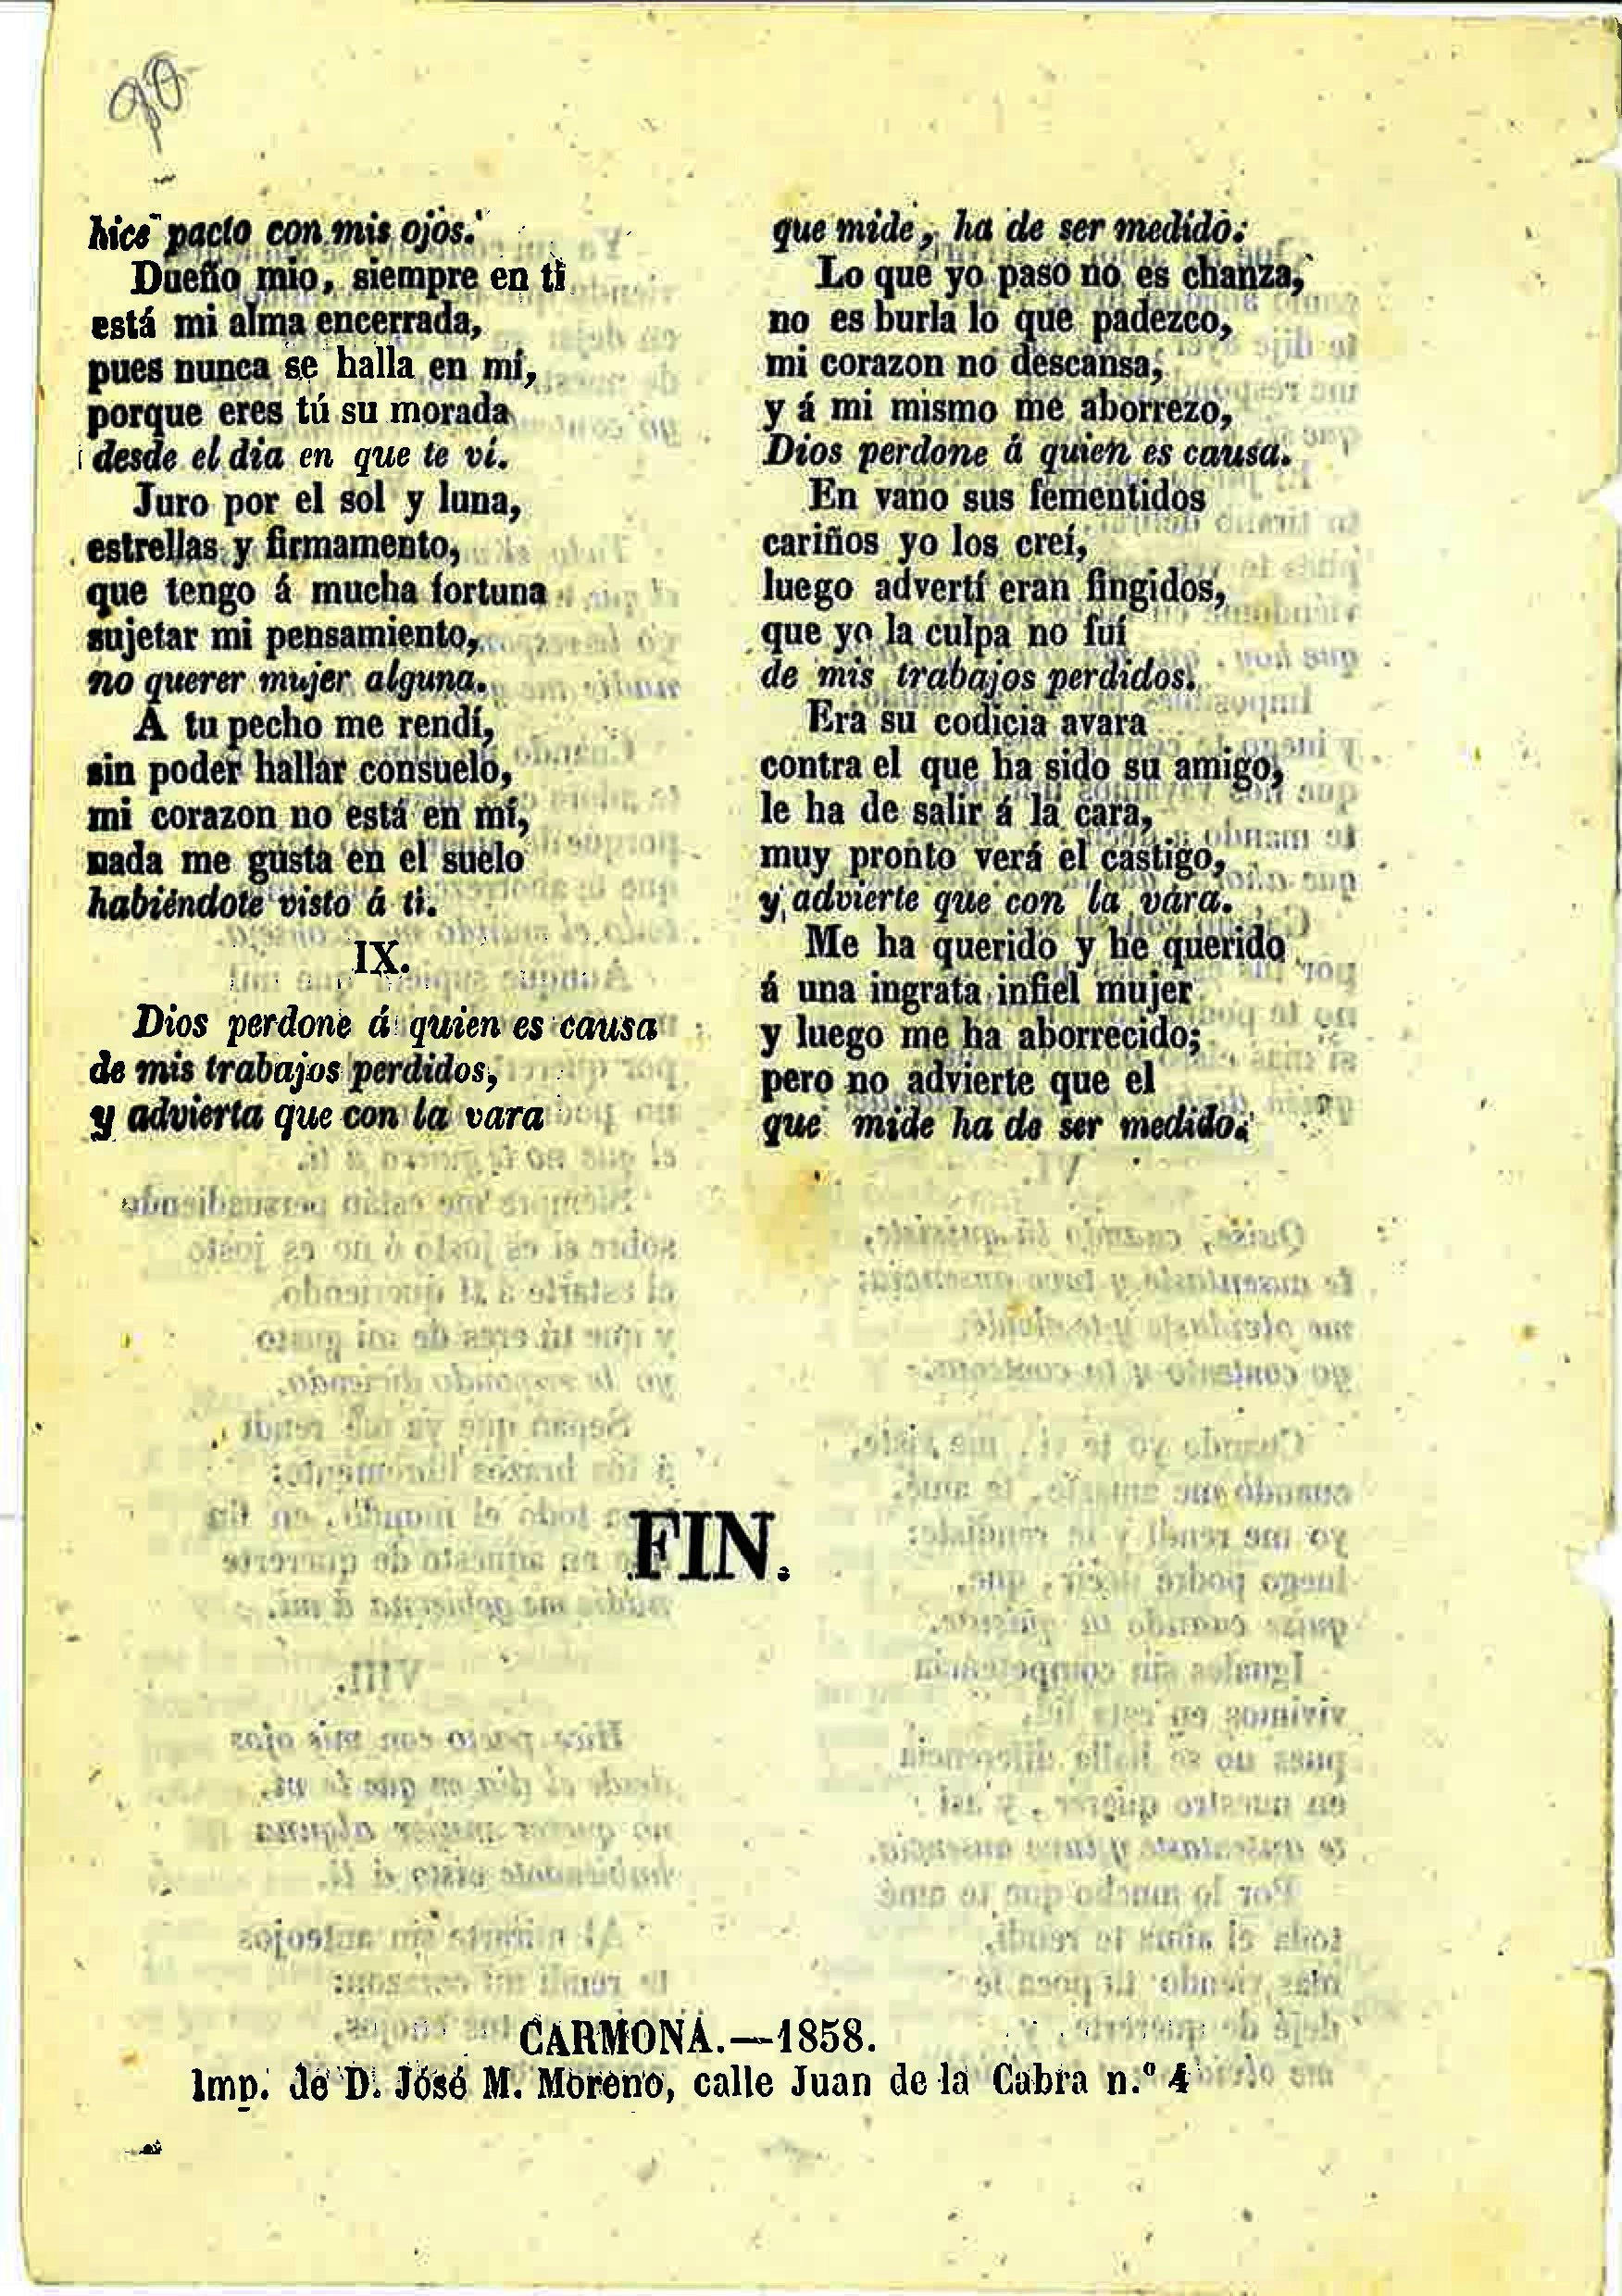 hice pacto con mis ojos.
Dueño mio, siempre en ti
está mi alma encerrada,
pues nunca se halla en mí,
porque eres tú su morada
desde el dia en que te ví.
Juro por el sol y luna,
estrellas y firmamento,
que tengo á mucha fortuna
sujetar mi pensamiento,
no querer mujer alguna.
A tu pecho me rendí,
sin poder hallar consuelo,
mi corazon no está en mí,
nada me gusta en el suelo
habiéndote visto á ti.
IX.
Dios perdone á quien es causa
de mis trabajos perdidos,
y advierta que con la vara
que mide, ha de ser medido.
Lo que yo paso no es chanza,
no es burla lo que padezco,
mi corazon no descansa,
y á mi mismo me aborrezo,
Dios perdone á quien es causa.
En vano sus fementidos
cariños yo los creí,
luego advertí eran fingidos,
que yo la culpa no fuí
de mis trabajos perdidos.
Era su codicia avara
contra el que ha sido su amigo,
le ha de salir á la cara,
muy pronto verá el castigo,
y advierte que con la vara.
Me ha querido y he querido
á una ingrata infiel mujer
y luego me ha aborrecido;
pero no advierte que el
que mide ha de ser medido.
FIN.
CARMONA.—1858.
Imp. de D. José M. Moreno, calle Juan de la Cabra n.º 4